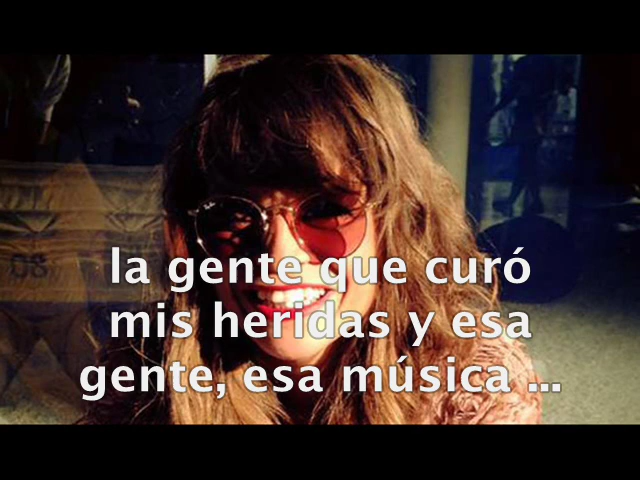 la gente que curó
mis heridas y esa
gente, esa música ...